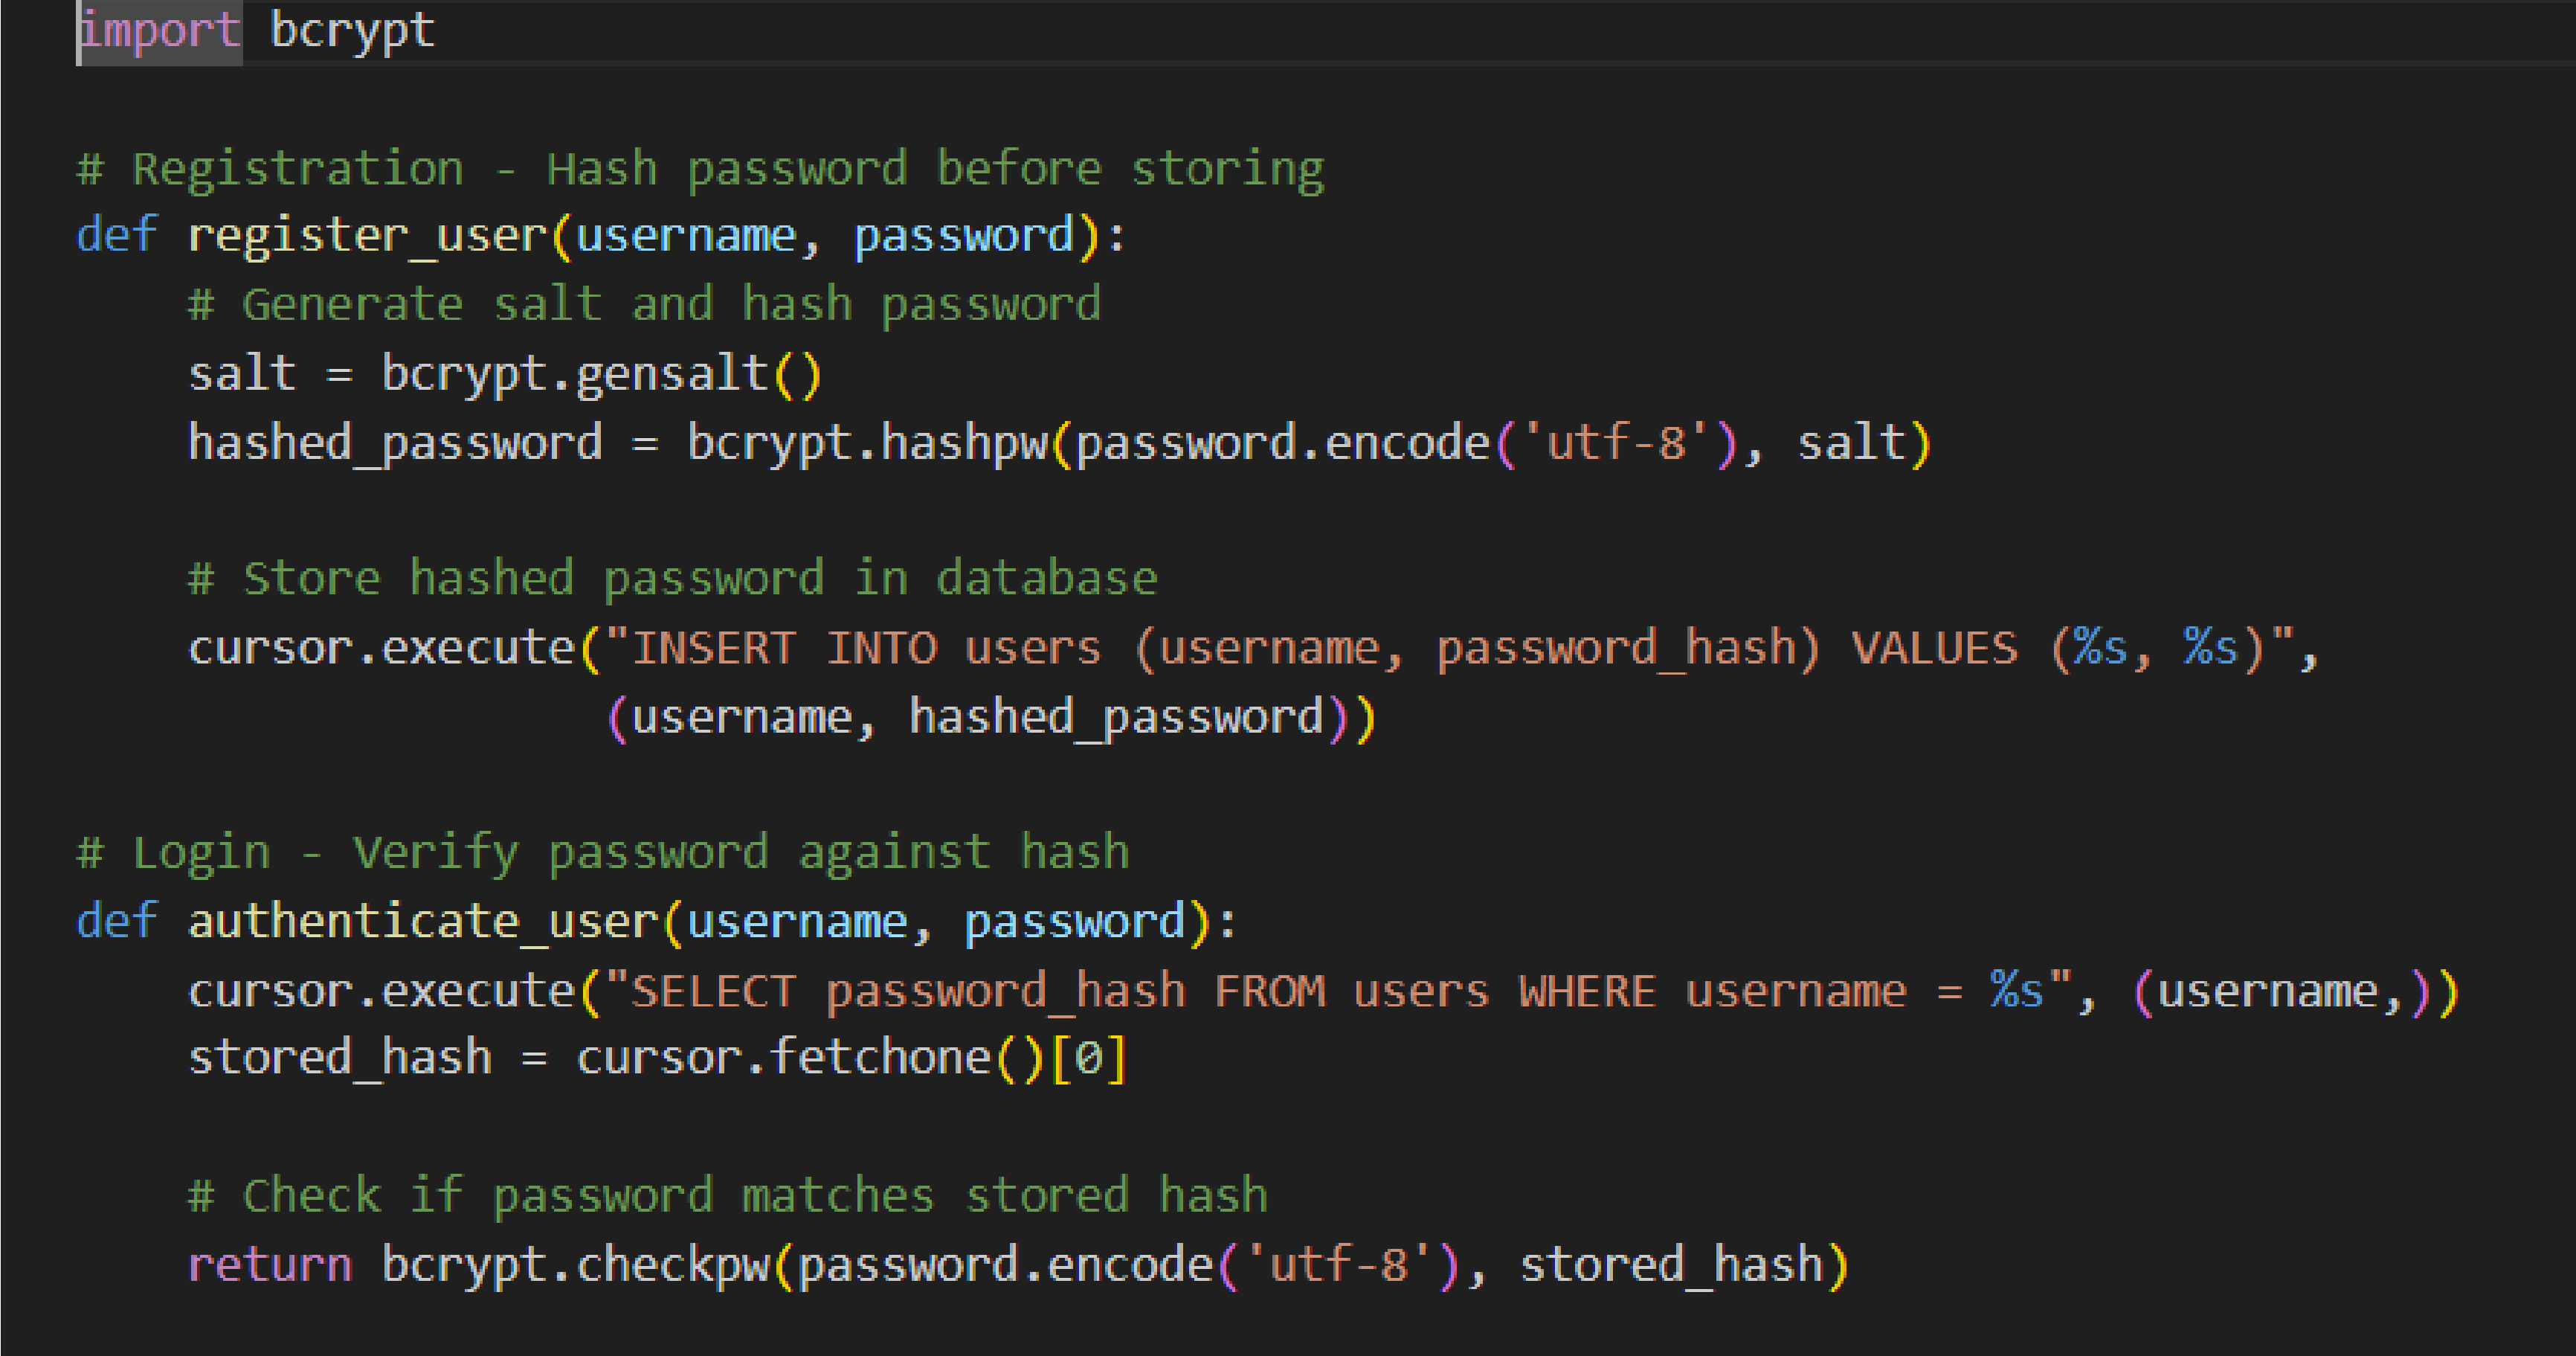 import bcrypt
# Registration - Hash password before storing
def register_user(username, password):
    # Generate salt and hash password
    salt = bcrypt.gensalt()
    hashed_password = bcrypt.hashpw(password.encode('utf-8'), salt)
    # Store hashed password in database
    cursor.execute("INSERT INTO users (username, password_hash) VALUES (%s, %s)",
                   (username, hashed_password))
# Login - Verify password against hash
def authenticate_user(username, password):
    cursor.execute("SELECT password_hash FROM users WHERE username = %s", (username,))
    stored_hash = cursor.fetchone()[0]
    # Check if password matches stored hash
    return bcrypt.checkpw(password.encode('utf-8'), stored_hash)